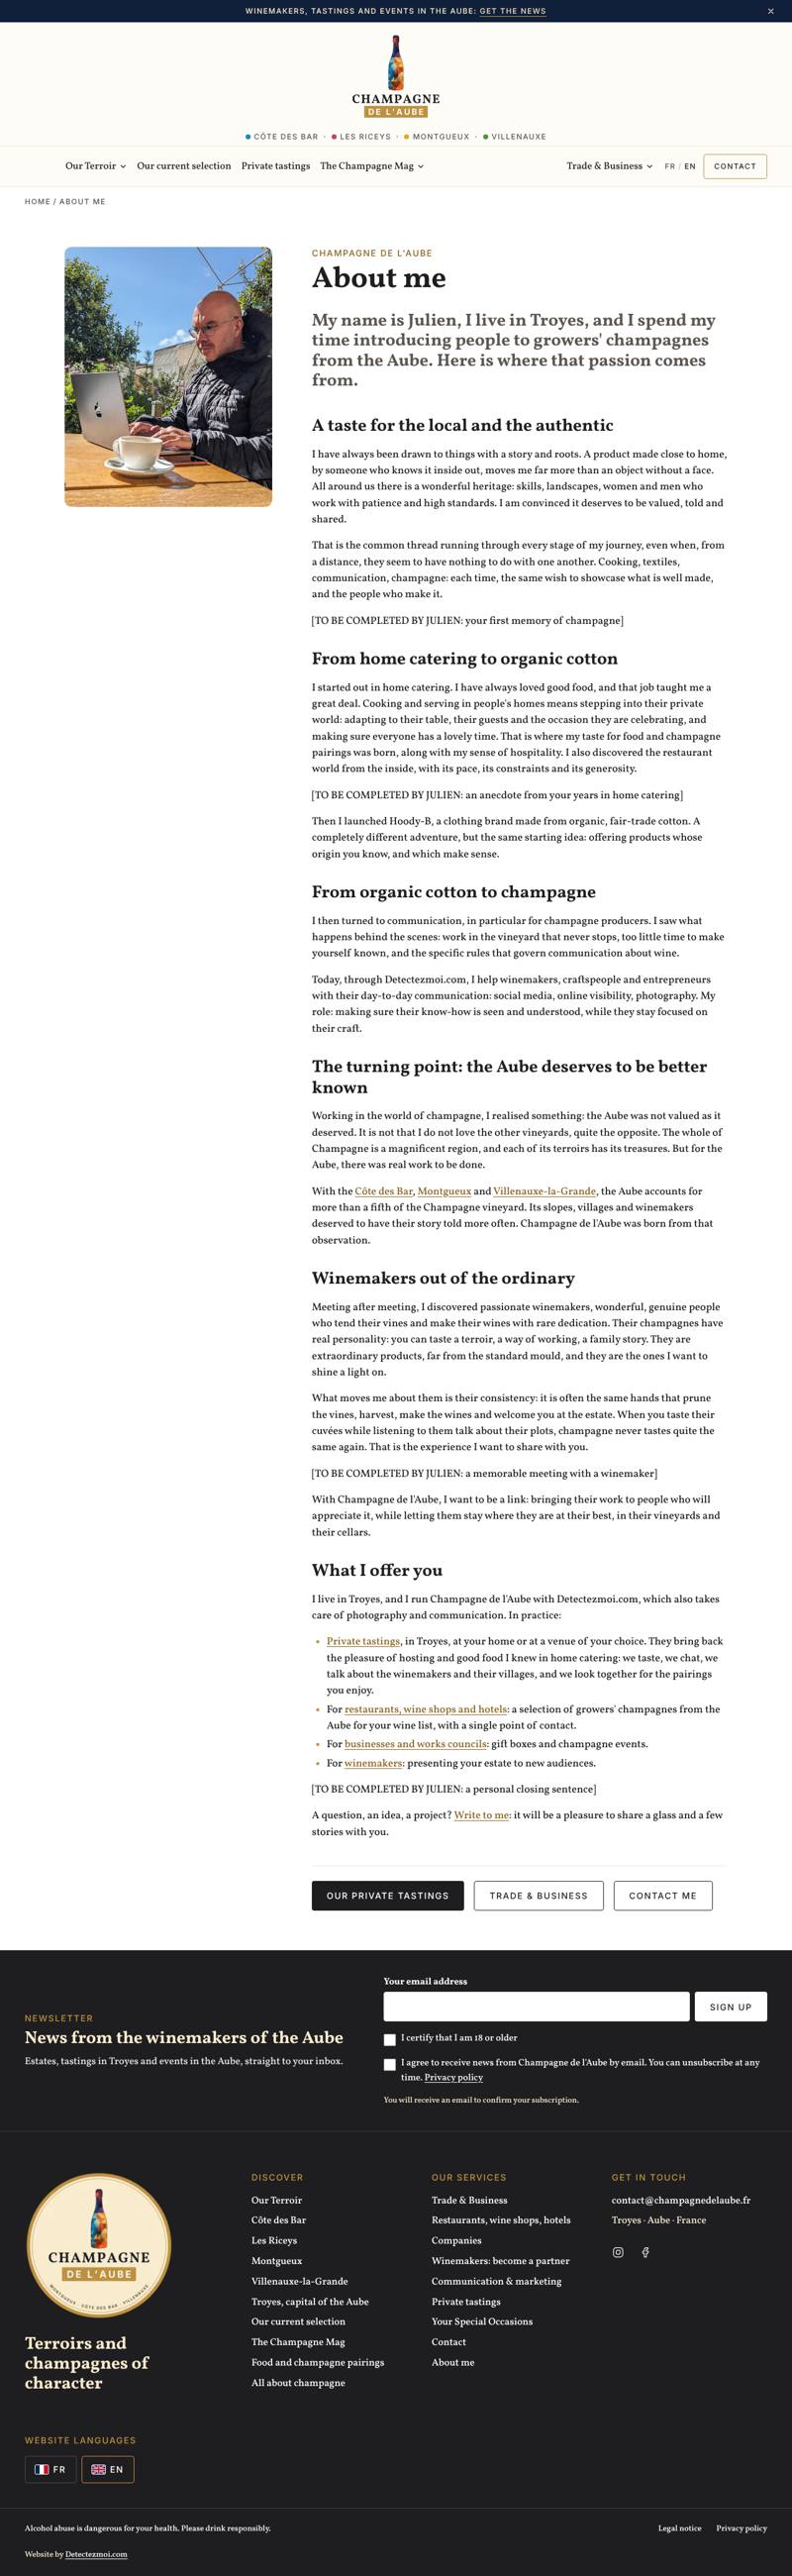 WINEMAKERS, TASTINGS AND EVENTS IN THE AUBE: GET THE NEWS ×
CHAMPAGNE
DE L'AUBE
CÔTE DES BAR · LES RICEYS · MONTGUEUX · VILLENAUXE
Our Terroir Our current selection Private tastings The Champagne Mag Trade & Business FR / EN CONTACT
HOME / ABOUT ME
CHAMPAGNE DE L'AUBE
About me
My name is Julien, I live in Troyes, and I spend my
time introducing people to growers' champagnes
from the Aube. Here is where that passion comes
from.
A taste for the local and the authentic
I have always been drawn to things with a story and roots. A product made close to home,
by someone who knows it inside out, moves me far more than an object without a face.
All around us there is a wonderful heritage: skills, landscapes, women and men who
work with patience and high standards. I am convinced it deserves to be valued, told and
shared.
That is the common thread running through every stage of my journey, even when, from
a distance, they seem to have nothing to do with one another. Cooking, textiles,
communication, champagne: each time, the same wish to showcase what is well made,
and the people who make it.
[TO BE COMPLETED BY JULIEN: your first memory of champagne]
From home catering to organic cotton
I started out in home catering. I have always loved good food, and that job taught me a
great deal. Cooking and serving in people's homes means stepping into their private
world: adapting to their table, their guests and the occasion they are celebrating, and
making sure everyone has a lovely time. That is where my taste for food and champagne
pairings was born, along with my sense of hospitality. I also discovered the restaurant
world from the inside, with its pace, its constraints and its generosity.
[TO BE COMPLETED BY JULIEN: an anecdote from your years in home catering]
Then I launched Hoody-B, a clothing brand made from organic, fair-trade cotton. A
completely different adventure, but the same starting idea: offering products whose
origin you know, and which make sense.
From organic cotton to champagne
I then turned to communication, in particular for champagne producers. I saw what
happens behind the scenes: work in the vineyard that never stops, too little time to make
yourself known, and the specific rules that govern communication about wine.
Today, through Detectezmoi.com, I help winemakers, craftspeople and entrepreneurs
with their day-to-day communication: social media, online visibility, photography. My
role: making sure their know-how is seen and understood, while they stay focused on
their craft.
The turning point: the Aube deserves to be better
known
Working in the world of champagne, I realised something: the Aube was not valued as it
deserved. It is not that I do not love the other vineyards, quite the opposite. The whole of
Champagne is a magnificent region, and each of its terroirs has its treasures. But for the
Aube, there was real work to be done.
With the Côte des Bar, Montgueux and Villenauxe-la-Grande, the Aube accounts for
more than a fifth of the Champagne vineyard. Its slopes, villages and winemakers
deserved to have their story told more often. Champagne de l'Aube was born from that
observation.
Winemakers out of the ordinary
Meeting after meeting, I discovered passionate winemakers, wonderful, genuine people
who tend their vines and make their wines with rare dedication. Their champagnes have
real personality: you can taste a terroir, a way of working, a family story. They are
extraordinary products, far from the standard mould, and they are the ones I want to
shine a light on.
What moves me about them is their consistency: it is often the same hands that prune
the vines, harvest, make the wines and welcome you at the estate. When you taste their
cuvées while listening to them talk about their plots, champagne never tastes quite the
same again. That is the experience I want to share with you.
[TO BE COMPLETED BY JULIEN: a memorable meeting with a winemaker]
With Champagne de l'Aube, I want to be a link: bringing their work to people who will
appreciate it, while letting them stay where they are at their best, in their vineyards and
their cellars.
What I offer you
I live in Troyes, and I run Champagne de l'Aube with Detectezmoi.com, which also takes
care of photography and communication. In practice:
• Private tastings, in Troyes, at your home or at a venue of your choice. They bring back
the pleasure of hosting and good food I knew in home catering: we taste, we chat, we
talk about the winemakers and their villages, and we look together for the pairings
you enjoy.
• For restaurants, wine shops and hotels: a selection of growers' champagnes from the
Aube for your wine list, with a single point of contact.
• For businesses and works councils: gift boxes and champagne events.
• For winemakers: presenting your estate to new audiences.
[TO BE COMPLETED BY JULIEN: a personal closing sentence]
A question, an idea, a project? Write to me: it will be a pleasure to share a glass and a few
stories with you.
OUR PRIVATE TASTINGS TRADE & BUSINESS CONTACT ME
NEWSLETTER
News from the winemakers of the Aube
Estates, tastings in Troyes and events in the Aube, straight to your inbox.
Your email address
SIGN UP
I certify that I am 18 or older
I agree to receive news from Champagne de l'Aube by email. You can unsubscribe at any
time. Privacy policy
You will receive an email to confirm your subscription.
CHAMPAGNE
DE L'AUBE
MONTGUEUX · CÔTE DES BAR · VILLENAUXE
Terroirs and
champagnes of
character
DISCOVER
Our Terroir
Côte des Bar
Les Riceys
Montgueux
Villenauxe-la-Grande
Troyes, capital of the Aube
Our current selection
The Champagne Mag
Food and champagne pairings
All about champagne
OUR SERVICES
Trade & Business
Restaurants, wine shops, hotels
Companies
Winemakers: become a partner
Communication & marketing
Private tastings
Your Special Occasions
Contact
About me
GET IN TOUCH
contact@champagnedelaube.fr
Troyes · Aube · France
WEBSITE LANGUAGES
FR EN
Alcohol abuse is dangerous for your health. Please drink responsibly.
Legal notice Privacy policy
Website by Detectezmoi.com